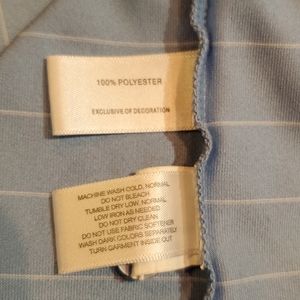 100% POLYESTER
EXCLUSIVE OF DECORATION
MACHINE WASH COLD, NORMAL
DO NOT BLEACH
TUMBLE DRY LOW, NORMAL
LOW IRON AS NEEDED
DO NOT DRY CLEAN
DO NOT USE FABRIC SOFTENER
WASH DARK COLORS SEPARATELY
TURN GARMENT INSIDE OUT